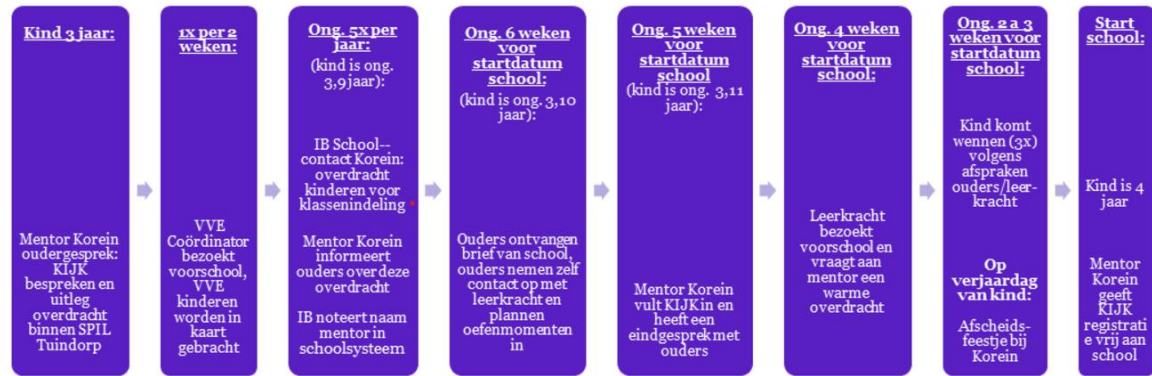 Kind 3 jaar:
Mentor Korein
oudergesprek:
KIJK
bespreken en
uitleg
overdracht
binnen SPIL
Tuindorp
1x per 2
weken:
VVE
Coördinator
bezoekt
voorschool,
VVE
kinderen
worden in
kaart
gebracht
Ong. 5x per
jaar:
(kind is ong.
3,9 jaar):
IB School--
contact Korein:
overdracht
kinderen voor
klassenindeling *
Mentor Korein
informeert
ouders over deze
overdracht
IB noteert naam
mentor in
schoolsysteem
Ong. 6 weken
voor
startdatum
school:
(kind is ong. 3,10
jaar):
Ouders ontvangen
brief van school,
ouders nemen zelf
contact op met
leerkracht en
plannen
oefenmomenten
in
Ong. 5 weken
voor
startdatum
school
(kind is ong. 3,11
jaar):
Mentor Korein
vult KIJK in en
heeft een
eindgesprek met
ouders
Ong. 4 weken
voor
startdatum
school:
Leerkracht
bezoekt
voorschool en
vraagt aan
mentor een
warme
overdracht
Ong. 2 a 3
weken voor
startdatum
school:
Kind komt
wennen (3x)
volgens
afspraken
ouders/leer-
kracht
Op
verjaardag
van kind:
Afscheids-
feestje bij
Korein
Start
school:
Kind is 4
jaar
Mentor
Korein
geeft
KIJK
registrati
e vrij aan
school